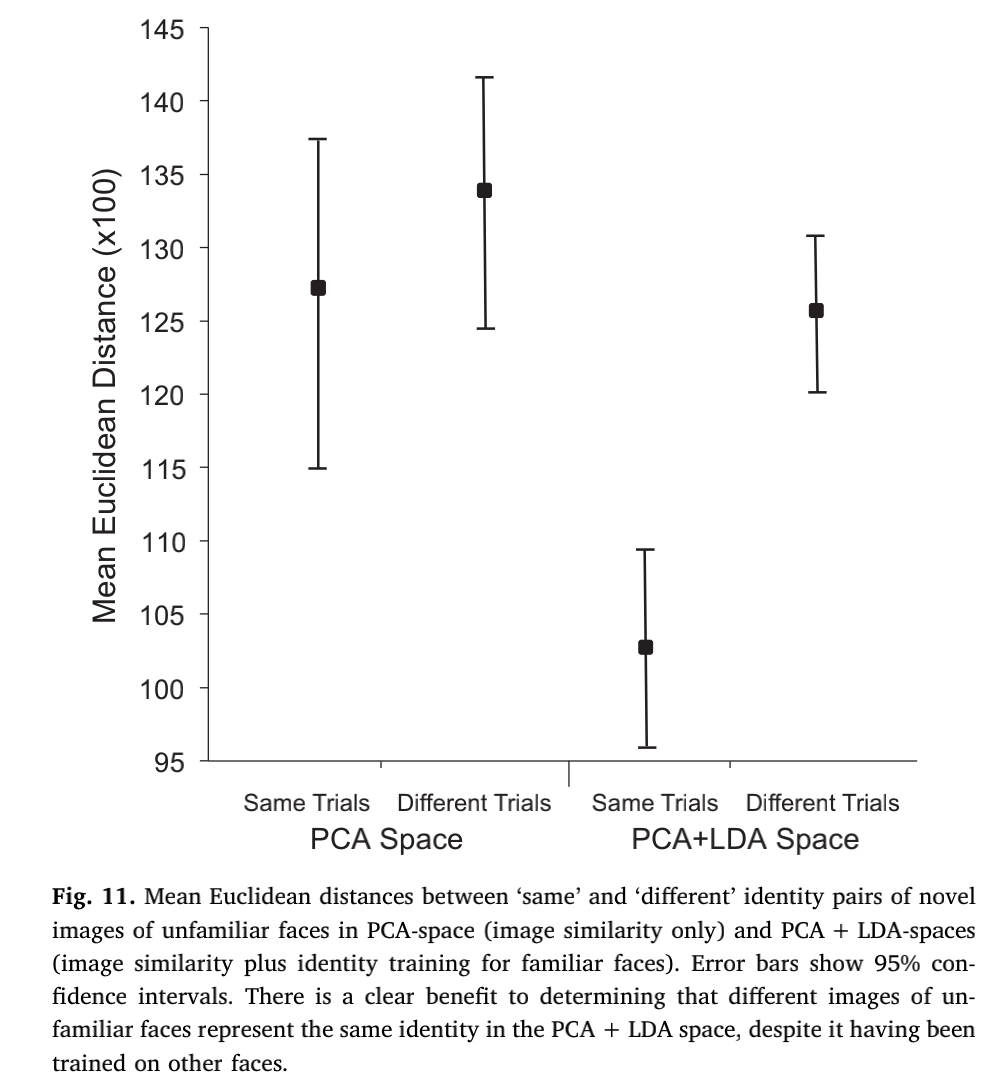 145
140
135
130
125
120
115
110
105
100
95
Mean Euclidean Distance (x100)
Same Trials Different Trials Same Trials Different Trials
PCA Space PCA+LDA Space
Fig. 11. Mean Euclidean distances between ‘same’ and ‘different’ identity pairs of novel
images of unfamiliar faces in PCA-space (image similarity only) and PCA + LDA-spaces
(image similarity plus identity training for familiar faces). Error bars show 95% con-
fidence intervals. There is a clear benefit to determining that different images of un-
familiar faces represent the same identity in the PCA + LDA space, despite it having been
trained on other faces.